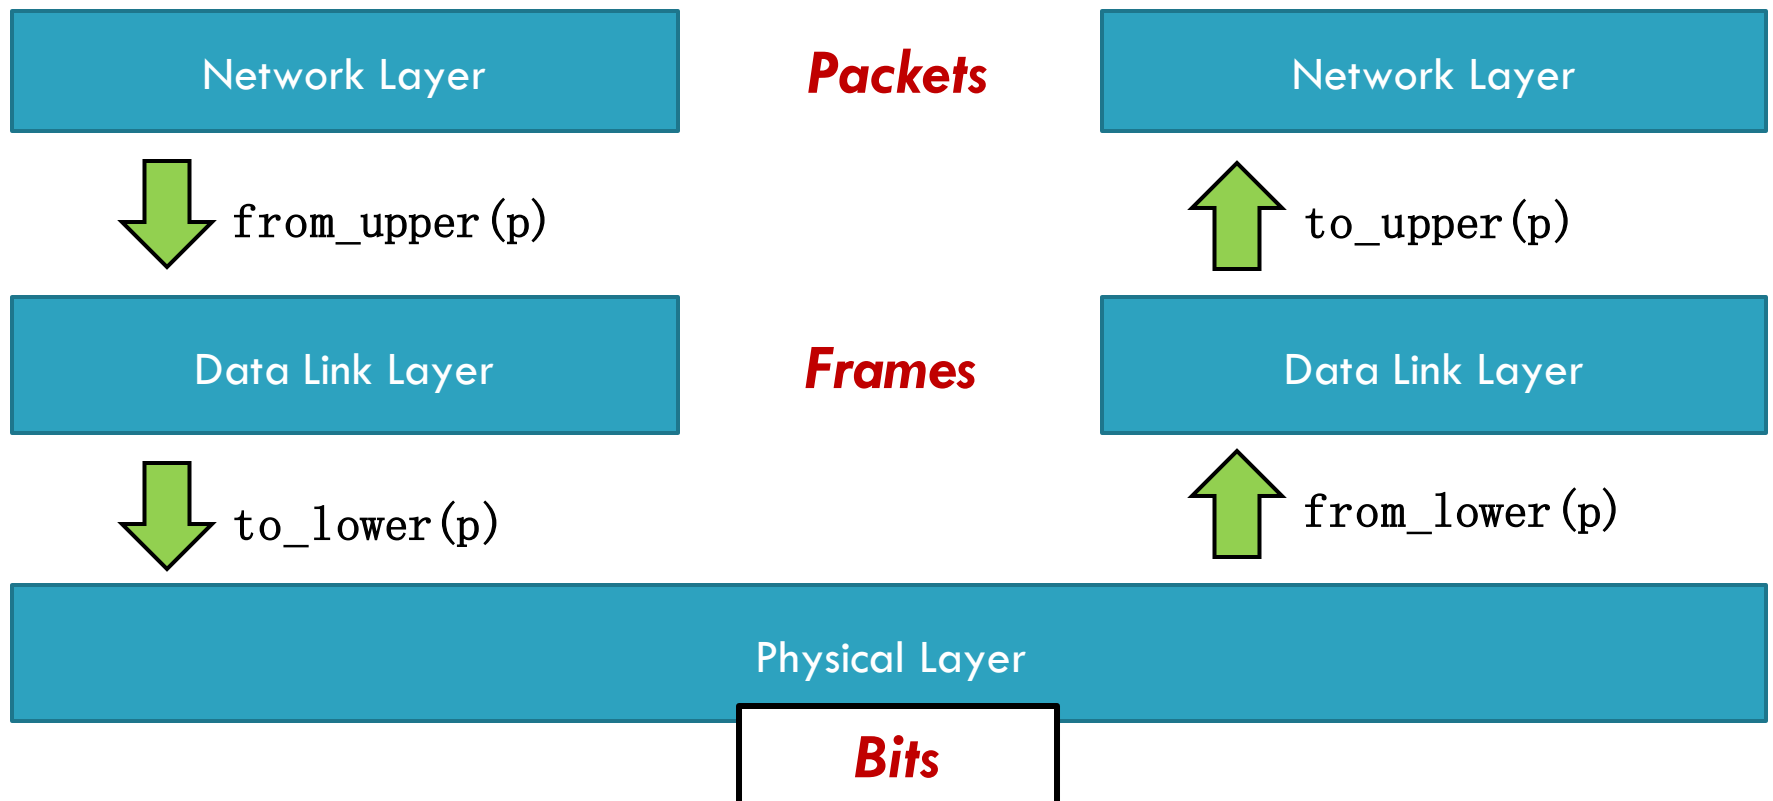 Network Layer
Packets
Network Layer
from_upper(p)
to_upper(p)
Data Link Layer
Frames
Data Link Layer
to_lower(p)
from_lower(p)
Physical Layer
Bits